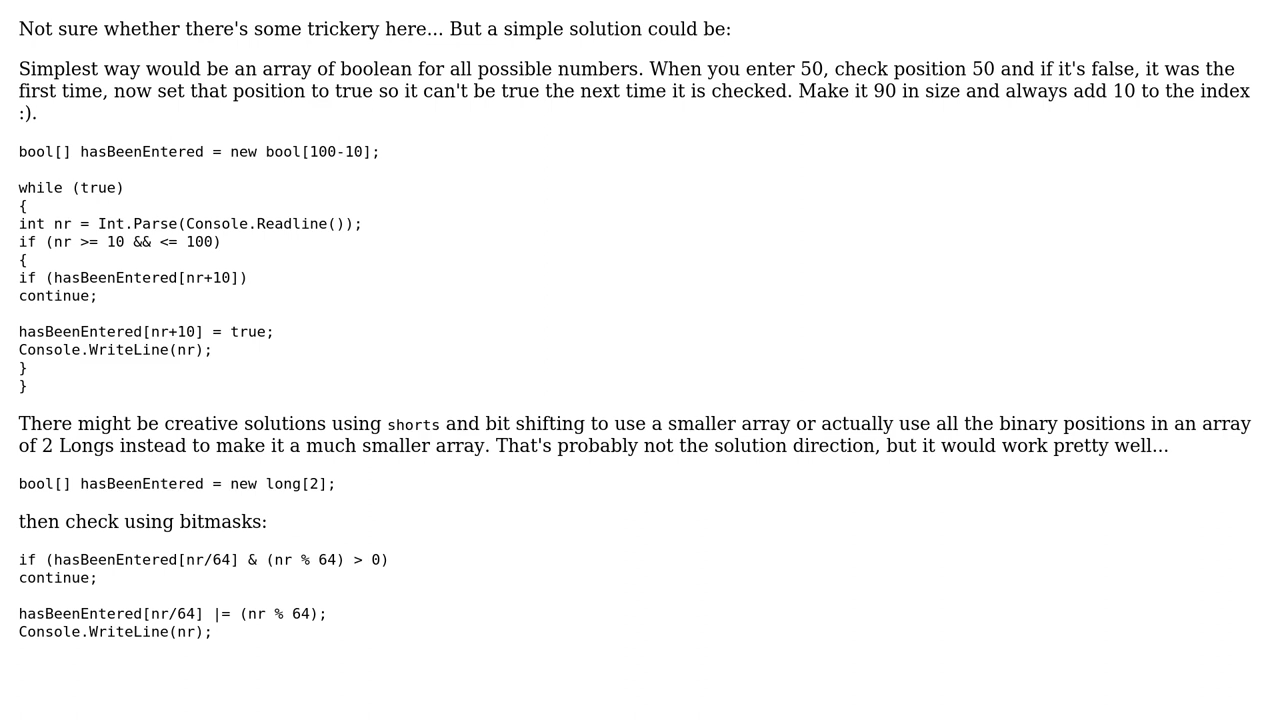 Not sure whether there's some trickery here... But a simple solution could be:
Simplest way would be an array of boolean for all possible numbers. When you enter 50, check position 50 and if it's false, it was the
first time, now set that position to true so it can't be true the next time it is checked. Make it 90 in size and always add 10 to the index
:).
bool[] hasBeenEntered = new bool[100-10];
while (true)
{
int nr = Int.Parse(Console.Readline());
if (nr >= 10 && <= 100)
{
if (hasBeenEntered[nr+10])
continue;
hasBeenEntered[nr+10] = true;
Console.WriteLine(nr);
}
}
There might be creative solutions using shorts and bit shifting to use a smaller array or actually use all the binary positions in an array
of 2 Longs instead to make it a much smaller array. That's probably not the solution direction, but it would work pretty well...
bool[] hasBeenEntered = new long[2];
then check using bitmasks:
if (hasBeenEntered[nr/64] & (nr % 64) > 0)
continue;
hasBeenEntered[nr/64] |= (nr % 64);
Console.WriteLine(nr);